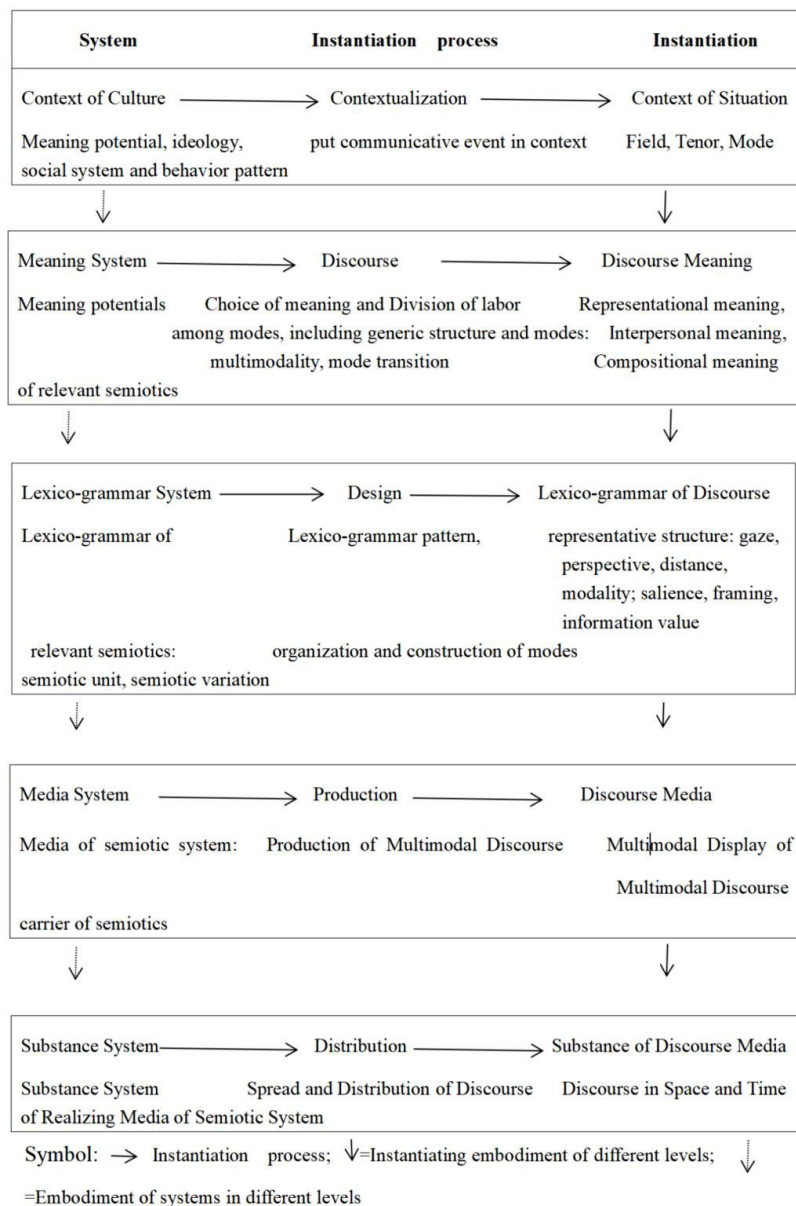 System Instantiation process Instantiation
Context of Culture Contextualization Context of Situation
Meaning potential, ideology, put communicative event in context Field, Tenor, Mode
social system and behavior pattern
Meaning System Discourse Discourse Meaning
Meaning potentials Choice of meaning and Division of labor Representational meaning,
among modes, including generic structure and modes: Interpersonal meaning,
multimodality, mode transition Compositional meaning
of relevant semiotics
Lexico-grammar System Design Lexico-grammar of Discourse
Lexico-grammar of Lexico-grammar pattern, representative structure: gaze,
perspective, distance,
modality; salience, framing,
information value
relevant semiotics: organization and construction of modes
semiotic unit, semiotic variation
Media System Production Discourse Media
Media of semiotic system: Production of Multimodal Discourse Multimodal Display of
Multimodal Discourse
carrier of semiotics
Substance System Distribution Substance of Discourse Media
Substance System Spread and Distribution of Discourse Discourse in Space and Time
of Realizing Media of Semiotic System
Symbol: → Instantiation process; ↓=Instantiating embodiment of different levels;
=Embodiment of systems in different levels